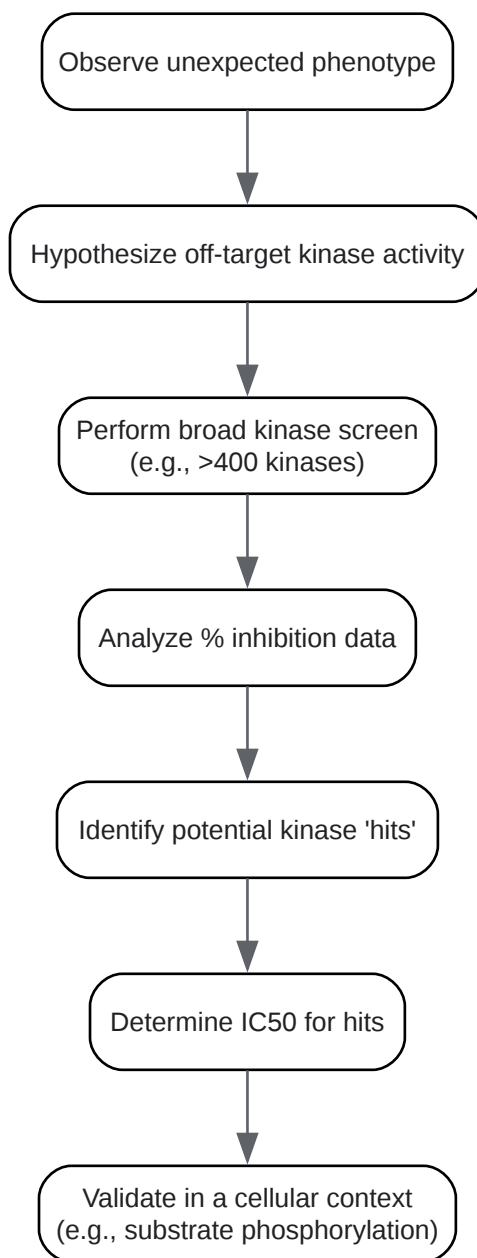 Observe unexpected phenotype
Hypothesize off-target kinase activity
Perform broad kinase screen
(e.g., >400 kinases)
Analyze % inhibition data
Identify potential kinase 'hits'
Determine IC50 for hits
Validate in a cellular context
(e.g., substrate phosphorylation)